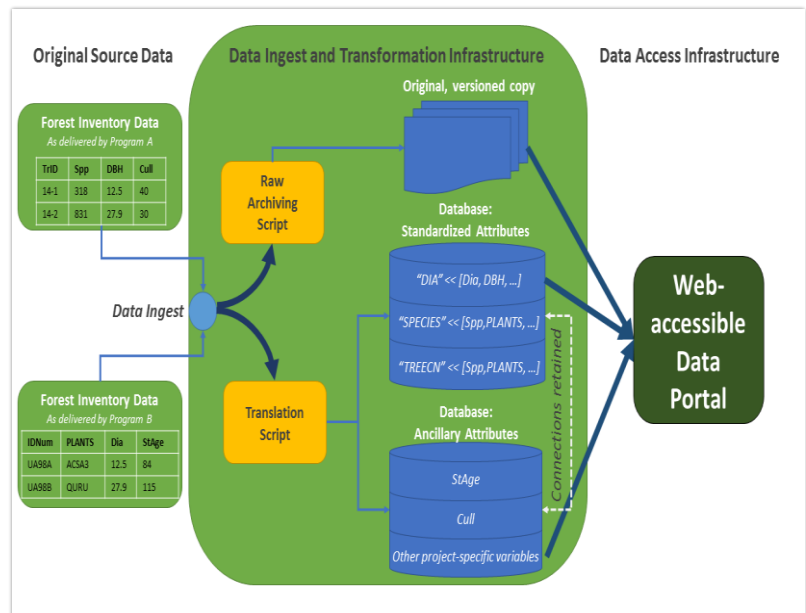 Original Source Data
Data Ingest and Transformation Infrastructure
Data Access Infrastructure
Forest Inventory Data
As delivered by Program A
TrID Spp DBH Cull
14-1 318 12.5 40
14-2 831 27.9 30
Data Ingest
Forest Inventory Data
As delivered by Program B
IDNum PLANTS Dia StAge
UA98A ACSA3 12.5 84
UA98B QURU 27.9 115
Raw
Archiving
Script
Translation
Script
Original, versioned copy
Database:
Standardized Attributes
“DIA” << [Dia, DBH, …]
“SPECIES” << [Spp,PLANTS, …]
“TREECN” << [Spp,PLANTS, …]
Database:
Ancillary Attributes
StAge
Cull
Other project-specific variables
Connections retained
Web-
accessible
Data
Portal